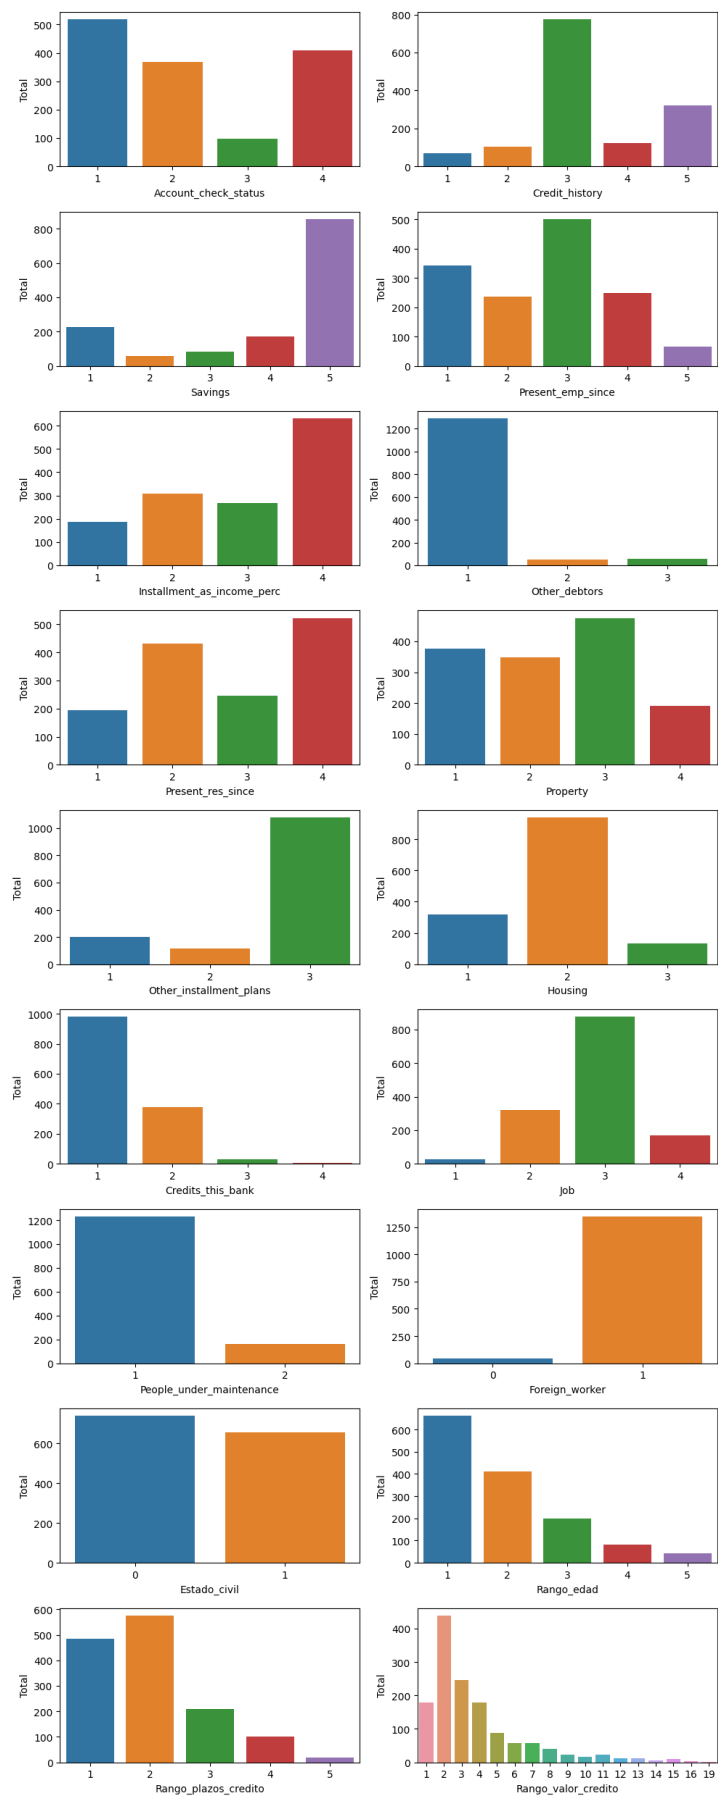 500
400
300
200
100
0
Total
1 2 3 4
Account_check_status
800
600
400
200
0
Total
1 2 3 4 5
Credit_history
800
600
400
200
0
Total
1 2 3 4 5
Savings
500
400
300
200
100
0
Total
1 2 3 4 5
Present_emp_since
600
500
400
300
200
100
0
Total
1 2 3 4
Installment_as_income_perc
1200
1000
800
600
400
200
0
Total
1 2 3
Other_debtors
500
400
300
200
100
0
Total
1 2 3 4
Present_res_since
400
300
200
100
0
Total
1 2 3 4
Property
1000
800
600
400
200
0
Total
1 2 3
Other_installment_plans
800
600
400
200
0
Total
1 2 3
Housing
1000
800
600
400
200
0
Total
1 2 3 4
Credits_this_bank
800
600
400
200
0
Total
1 2 3 4
Job
1200
1000
800
600
400
200
0
Total
1 2
People_under_maintenance
1250
1000
750
500
250
0
Total
0 1
Foreign_worker
600
400
200
0
Total
0 1
Estado_civil
600
500
400
300
200
100
0
Total
1 2 3 4 5
Rango_edad
600
500
400
300
200
100
0
Total
1 2 3 4 5
Rango_plazos_credito
400
300
200
100
0
Total
1 2 3 4 5 6 7 8 9 10 11 12 13 14 15 16 19
Rango_valor_credito